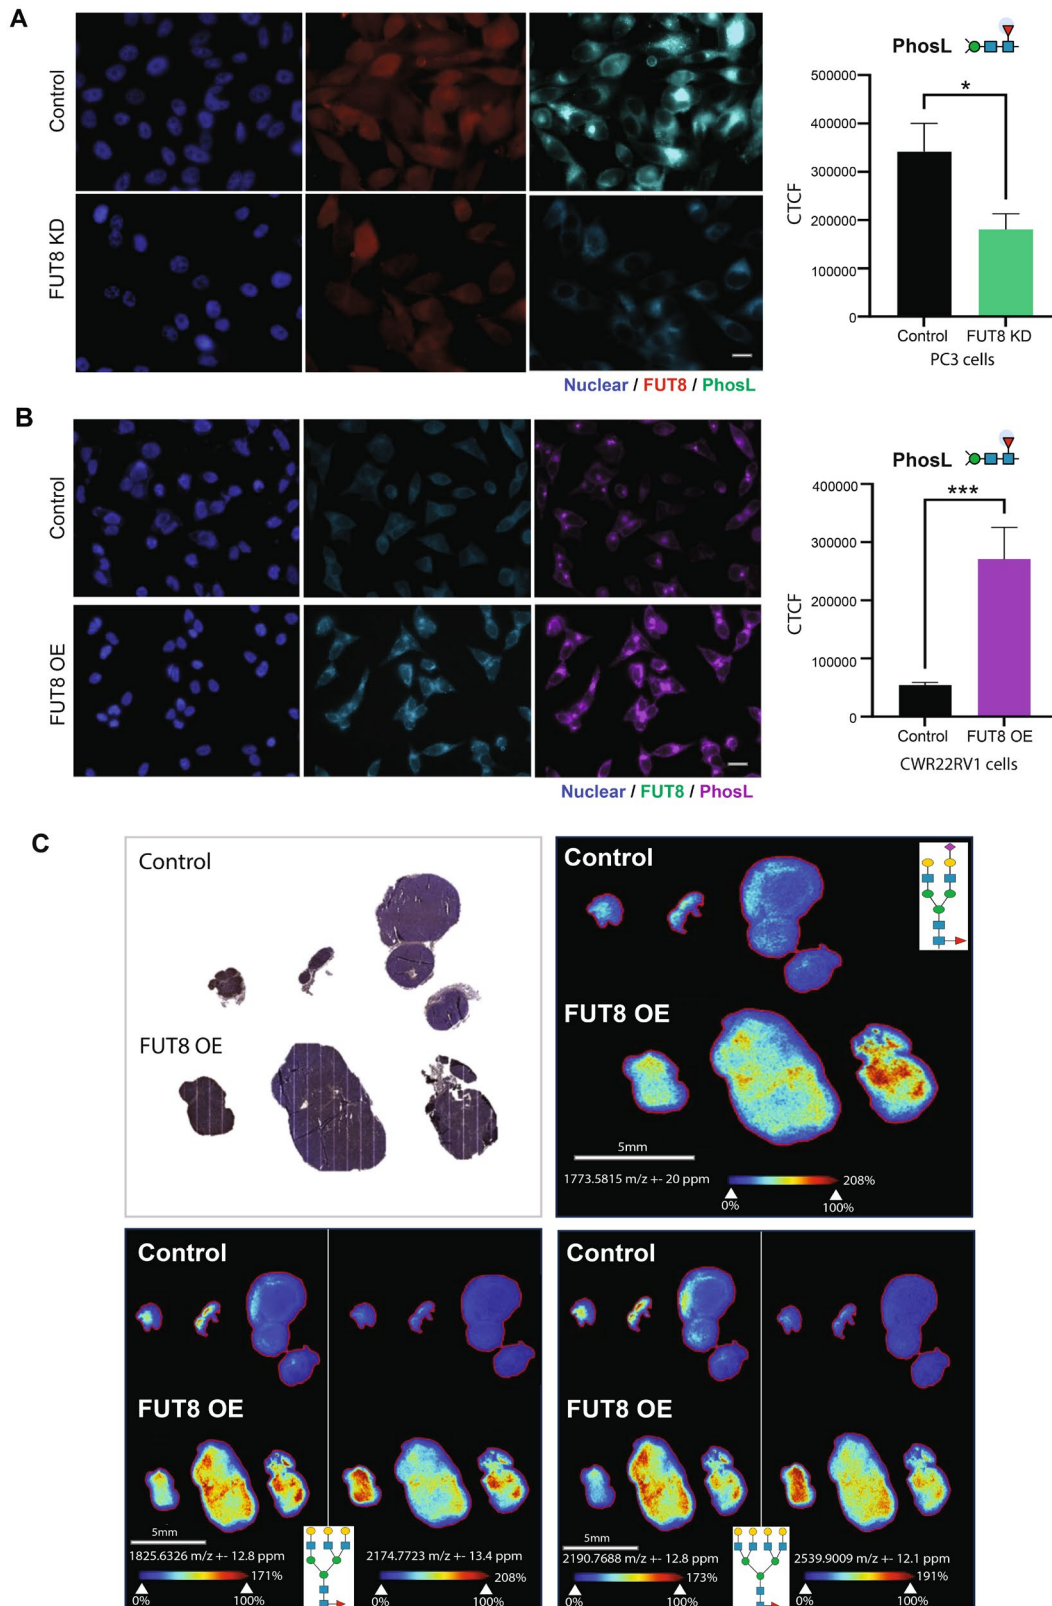 A
Control
FUT8 KD
Nuclear / FUT8 / PhosL
PhosL
500000
400000
300000
200000
100000
0
CTCF
*
Control
FUT8 KD
PC3 cells
B
Control
FUT8 OE
Nuclear / FUT8 / PhosL
PhosL
400000
300000
200000
100000
0
CTCF
***
Control
FUT8 OE
CWR22RV1 cells
C
Control
FUT8 OE
Control
FUT8 OE
5mm
1773.5815 m/z +- 20 ppm
208%
0%
100%
Control
FUT8 OE
5mm
1825.6326 m/z +- 12.8 ppm
171%
0%
100%
2174.7723 m/z +- 13.4 ppm
208%
0%
100%
Control
FUT8 OE
5mm
2190.7688 m/z +- 12.8 ppm
173%
0%
100%
2539.9009 m/z +- 12.1 ppm
191%
0%
100%